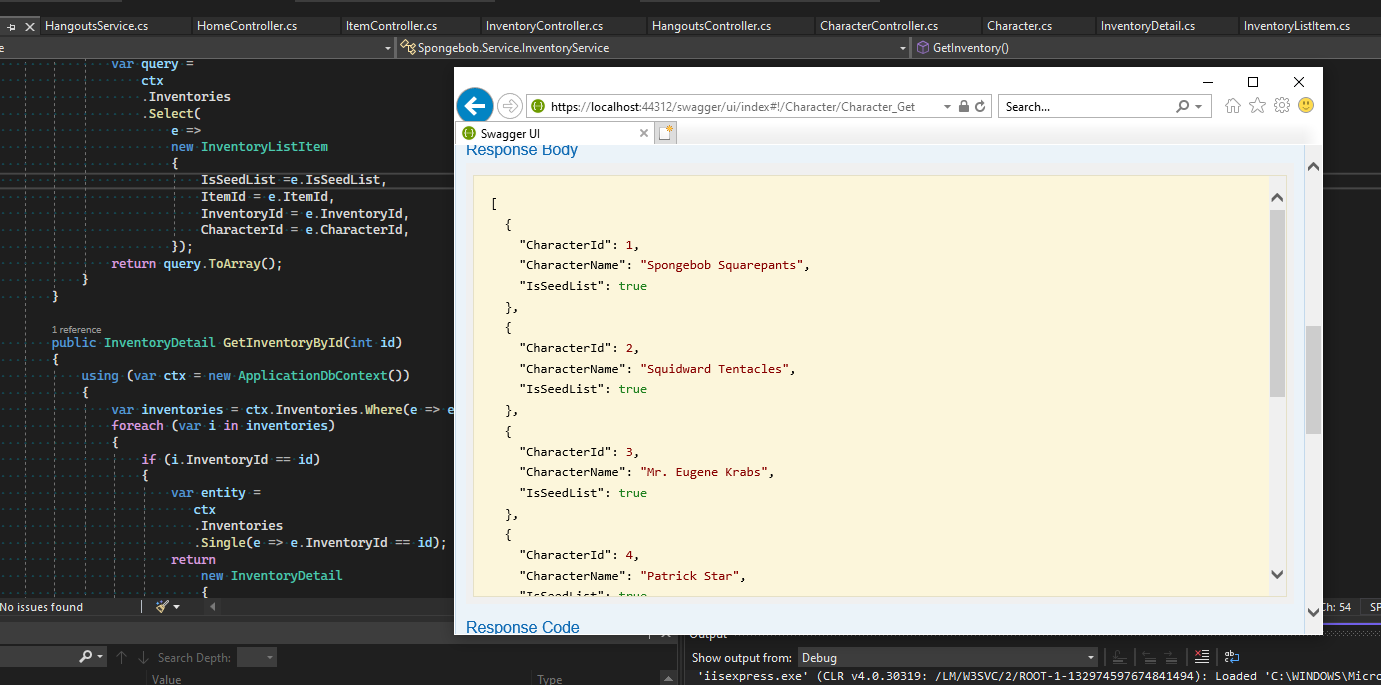 HangoutsService.cs HomeController.cs ItemController.cs InventoryController.cs HangoutsController.cs CharacterController.cs Character.cs InventoryDetail.cs InventoryListItem.cs
e Spongebob.Service.InventoryService GetInventory()
var query =
ctx
.Inventories
.Select(
e =>
new InventoryListItem
{
IsSeedList =e.IsSeedList,
ItemId = e.ItemId,
InventoryId = e.InventoryId,
CharacterId = e.CharacterId,
});
return query.ToArray();
}
}
1 reference
public InventoryDetail GetInventoryById(int id)
{
using (var ctx = new ApplicationDbContext())
{
var inventories = ctx.Inventories.Where(e => e
foreach (var i in inventories)
{
if (i.InventoryId == id)
{
var entity =
ctx
.Inventories
.Single(e => e.InventoryId == id);
return
new InventoryDetail
{
No issues found
Search Depth:
Value Type
https://localhost:44312/swagger/ui/index#!/Character/Character_Get Search...
Swagger UI
Response Body
[
{
"CharacterId": 1,
"CharacterName": "Spongebob Squarepants",
"IsSeedList": true
},
{
"CharacterId": 2,
"CharacterName": "Squidward Tentacles",
"IsSeedList": true
},
{
"CharacterId": 3,
"CharacterName": "Mr. Eugene Krabs",
"IsSeedList": true
},
{
"CharacterId": 4,
"CharacterName": "Patrick Star",
"IsSeedList": true
Response Code
Ch: 54 SP
Output
Show output from: Debug
'iisexpress.exe' (CLR v4.0.30319: /LM/W3SVC/2/ROOT-1-132974597674841494): Loaded 'C:\WINDOWS\Micro